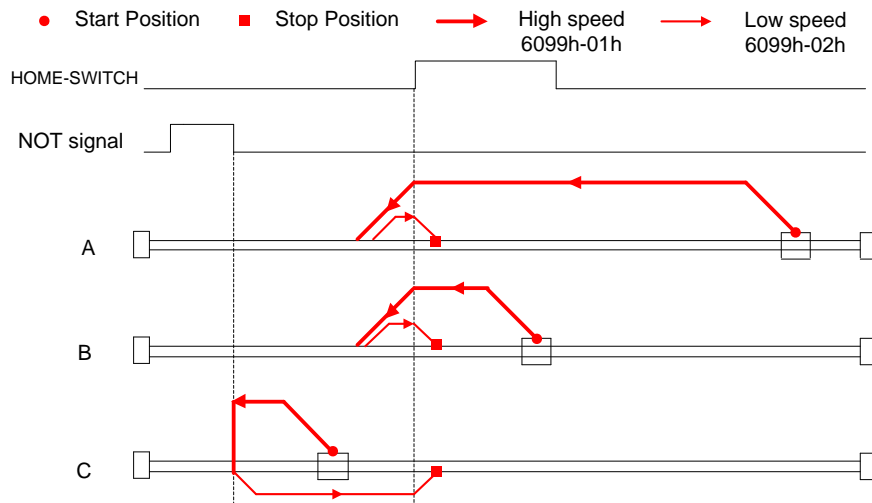 Start Position
Stop Position
High speed
6099h-01h
Low speed
6099h-02h
HOME-SWITCH
NOT signal
A
B
C